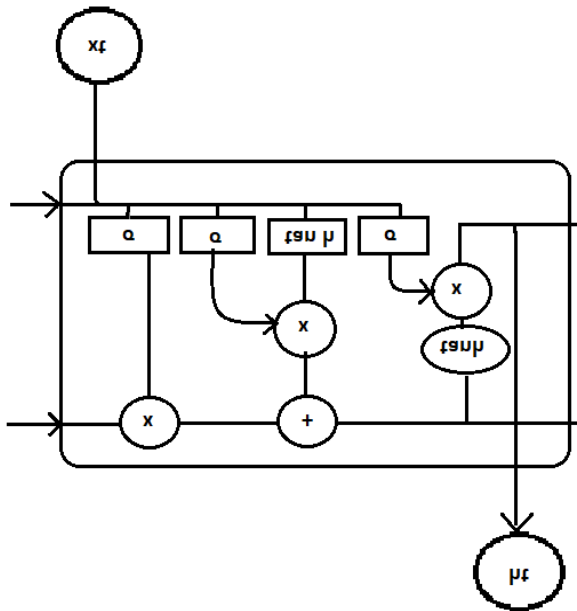 xt
σ σ tan h σ
x
x
tanh
x +
ht